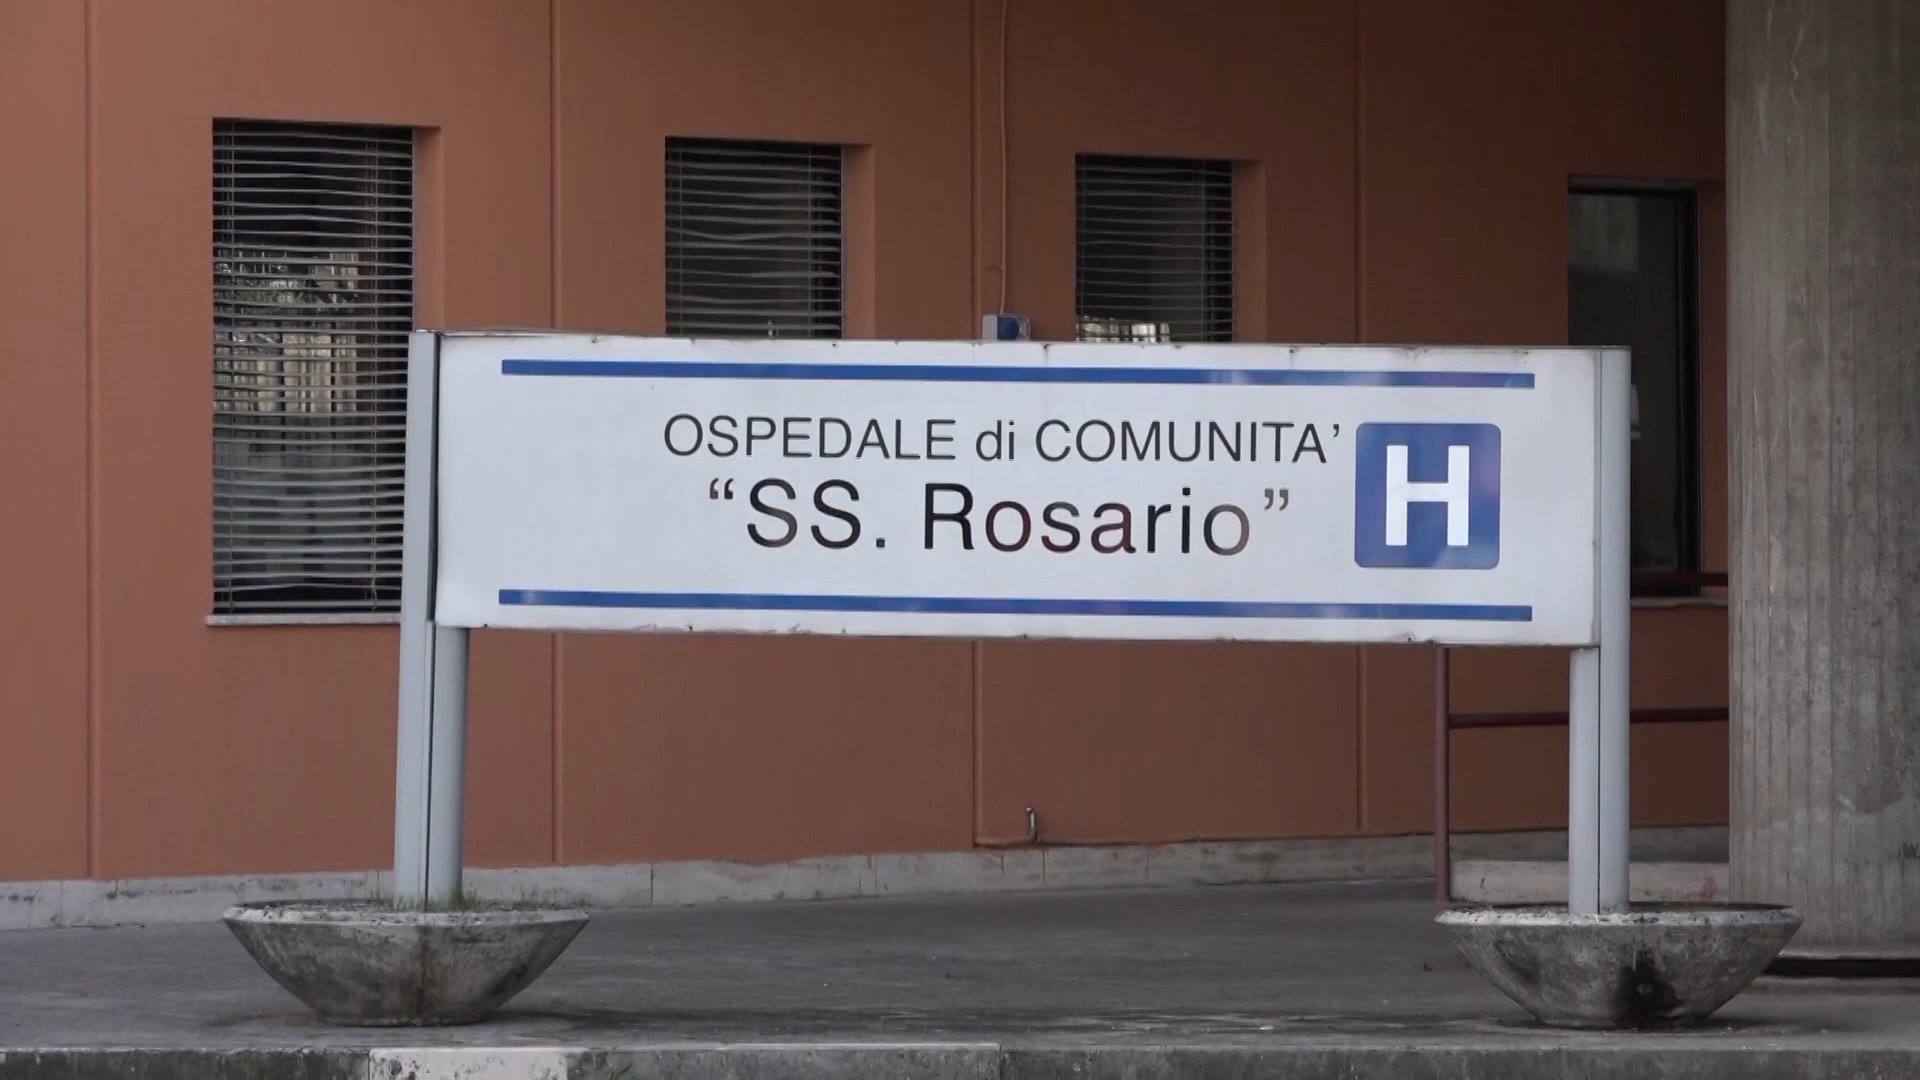 OSPEDALE di COMUNITA’
“SS. Rosario”
H